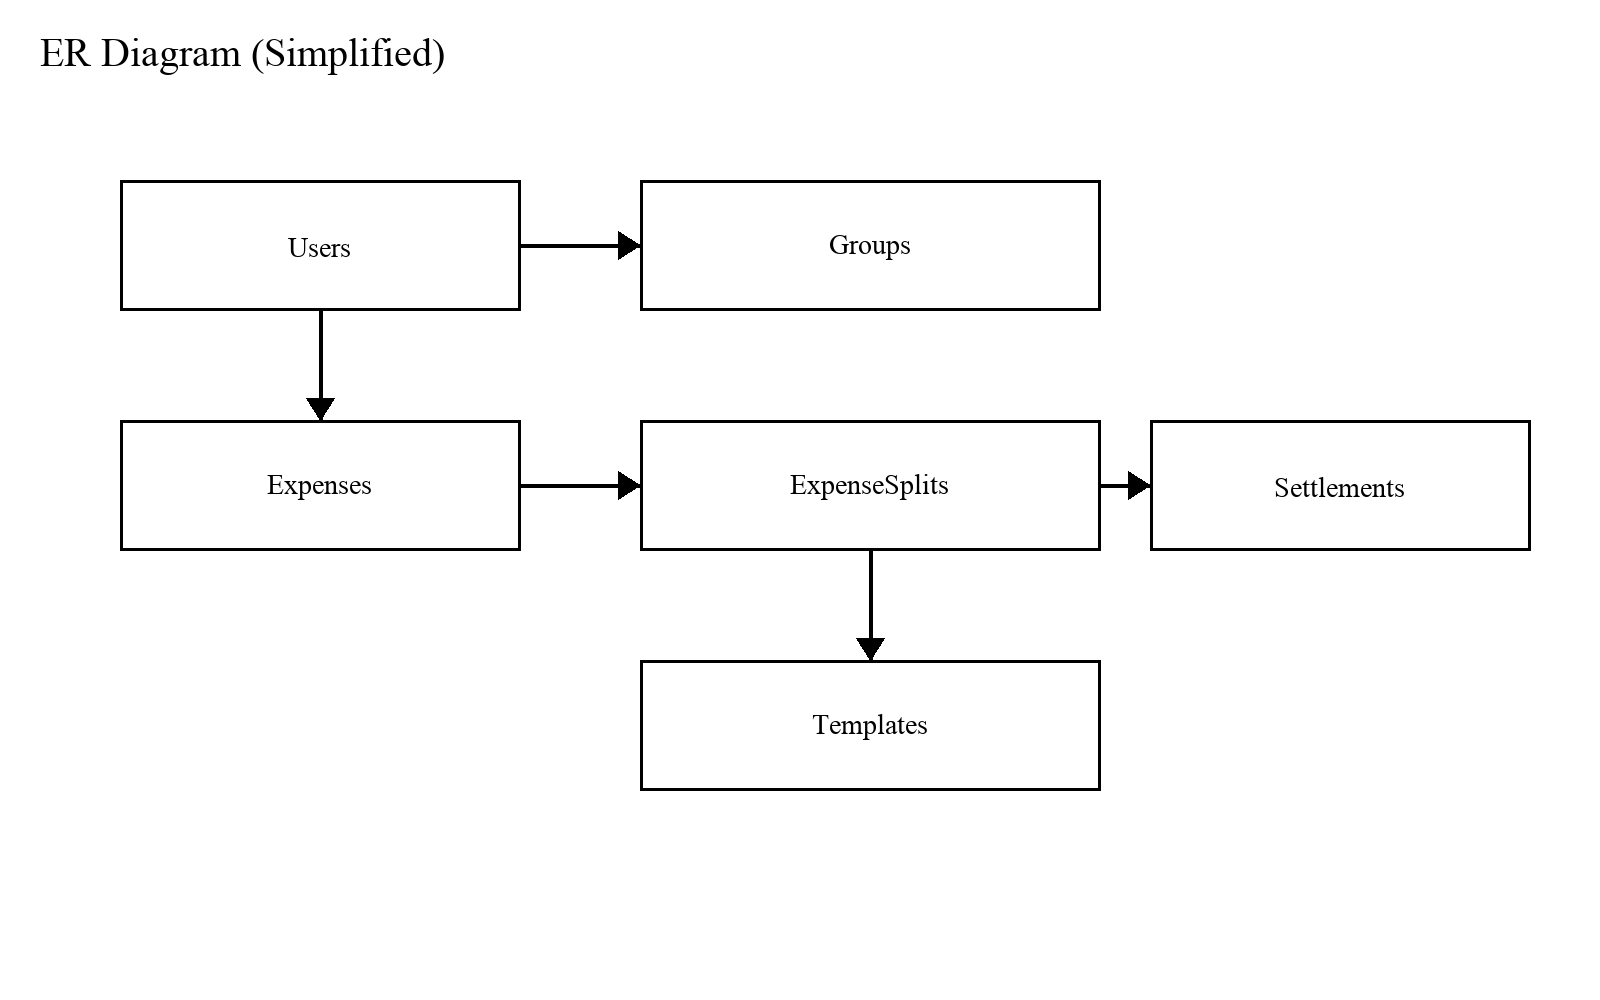 ER Diagram (Simplified)
Users
Groups
Expenses
ExpenseSplits
Settlements
Templates